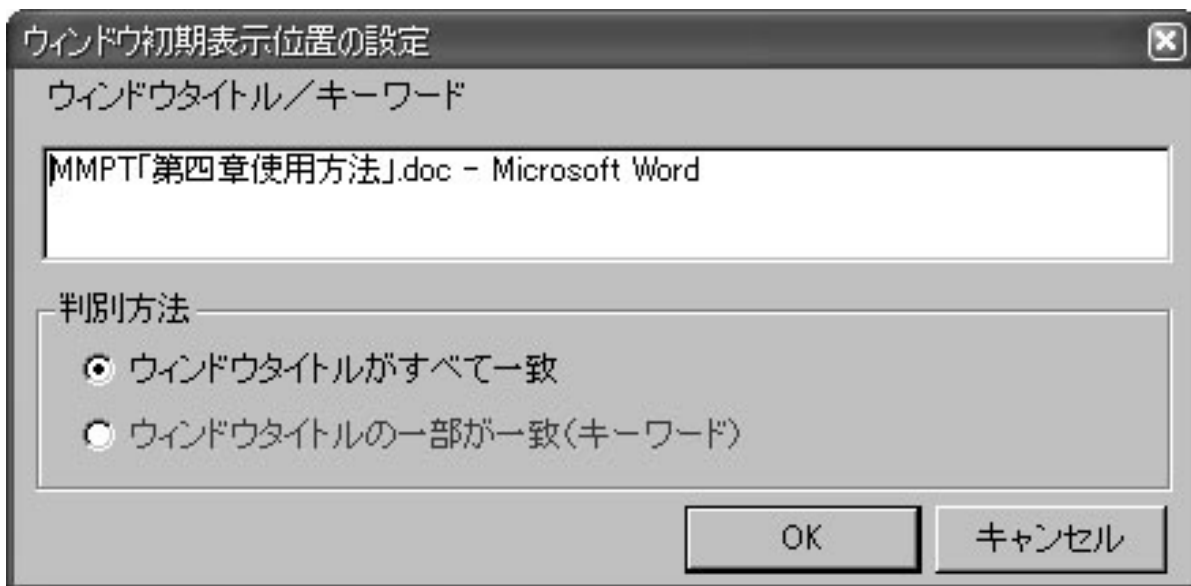 ウィンドウ初期表示位置の設定
ウィンドウタイトル／キーワード
MMPT「第四章使用方法」.doc - Microsoft Word
判別方法
ウィンドウタイトルがすべて一致
ウィンドウタイトルの一部が一致(キーワード)
OK キャンセル